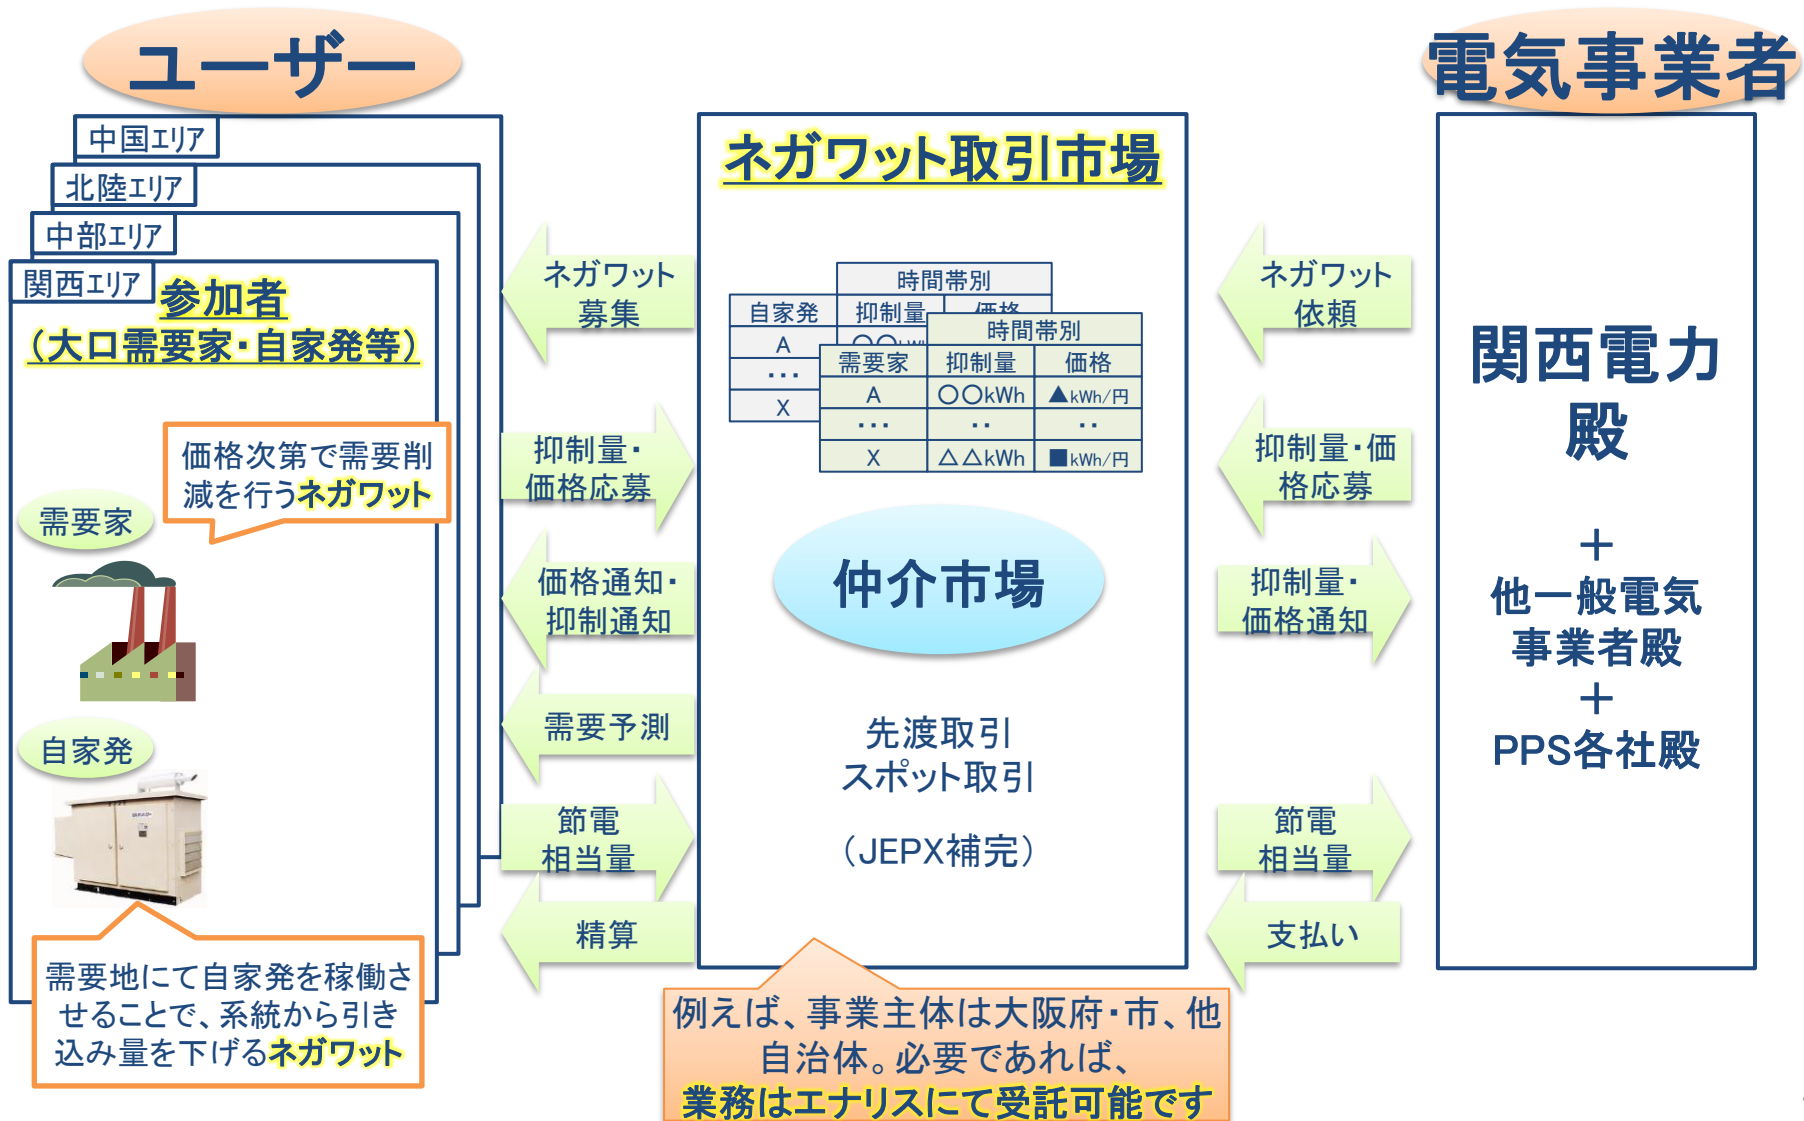 ユーザー
電気事業者
中国エリア
北陸エリア
中部エリア
関西エリア
参加者
（大口需要家・自家発等）
価格次第で需要削
減を行うネガワット
需要家
自家発
需要地にて自家発を稼働さ
せることで、系統から引き
込み量を下げるネガワット
ネガワット
募集
抑制量・
価格応募
価格通知・
抑制通知
需要予測
節電
相当量
精算
ネガワット取引市場
時間帯別
自家発 抑制量 価格
A 〇〇kWh
・・・
X
時間帯別
需要家 抑制量 価格
A 〇〇kWh ▲kWh/円
・・・ ・・ ・・
X △△kWh ■kWh/円
仲介市場
先渡取引
スポット取引
（JEPX補完）
例えば、事業主体は大阪府・市、他
自治体。必要であれば、
業務はエナリスにて受託可能です
ネガワット
依頼
抑制量・価
格応募
抑制量・
価格通知
節電
相当量
支払い
関西電力
殿
＋
他一般電気
事業者殿
＋
PPS各社殿